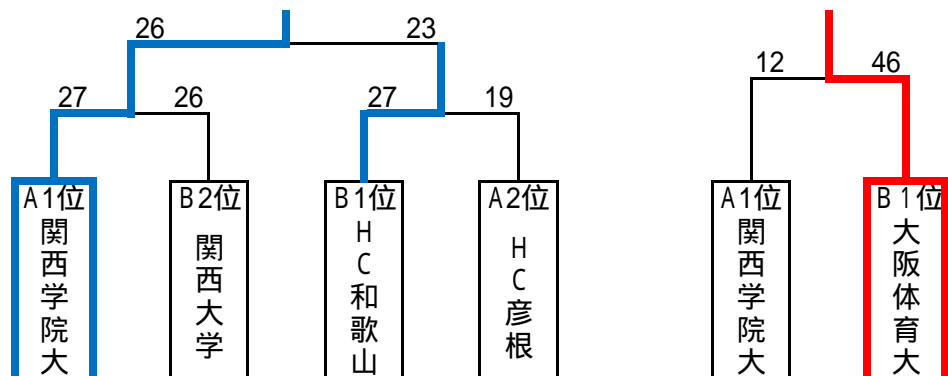 26
23
12
46
27
26
27
19
A1位
関西学院大
B2位
関西大学
B1位
HC和歌山
A2位
HC彦根
A1位
関西学院大
B1位
大阪体育大